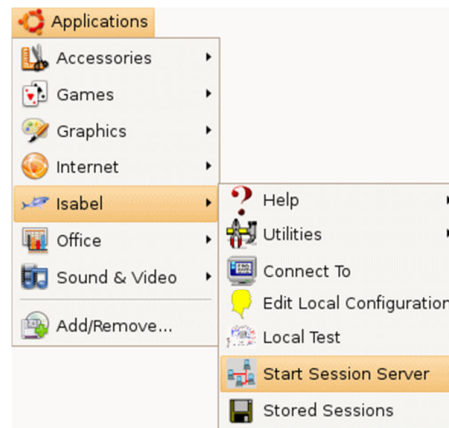 Applications
Accessories
Games
Graphics
Internet
Isabel
Office
Sound & Video
Add/Remove...
Help
Utilities
Connect To
Edit Local Configuration
Local Test
Start Session Server
Stored Sessions